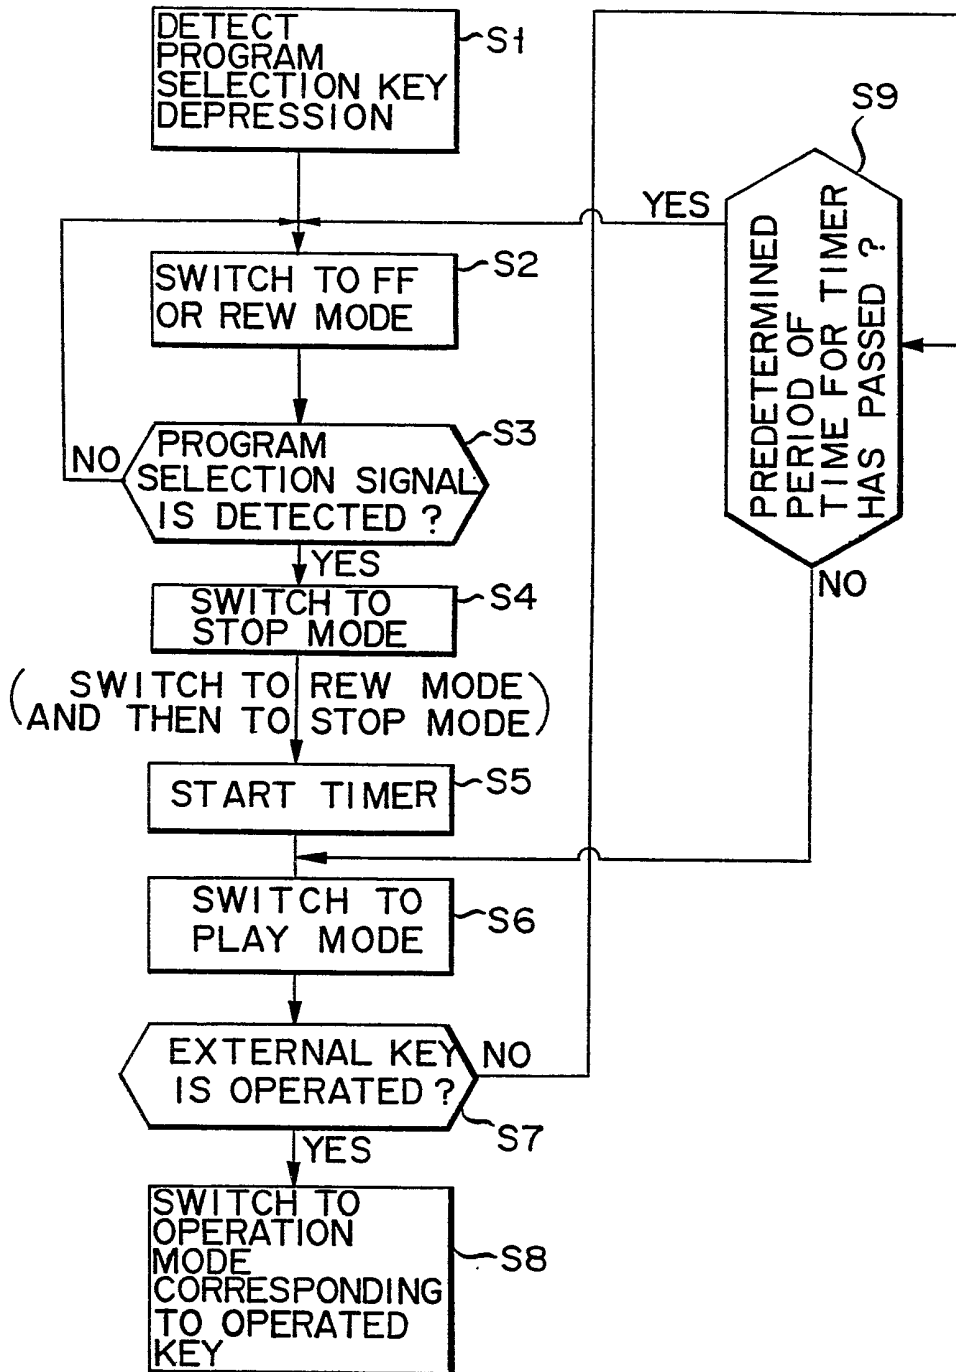 DETECT
PROGRAM
SELECTION KEY
DEPRESSION
S1
SWITCH TO FF
OR REW MODE
S2
PROGRAM
SELECTION SIGNAL
IS DETECTED ?
S3
NO
YES
SWITCH TO
STOP MODE
S4
( SWITCH TO REW MODE
AND THEN TO STOP MODE )
START TIMER
S5
SWITCH TO
PLAY MODE
S6
EXTERNAL KEY
IS OPERATED ?
NO
S7
YES
SWITCH TO
OPERATION
MODE
CORRESPONDING
TO OPERATED
KEY
S8
S9
YES
PREDETERMINED
PERIOD OF
TIME FOR TIMER
HAS PASSED ?
NO